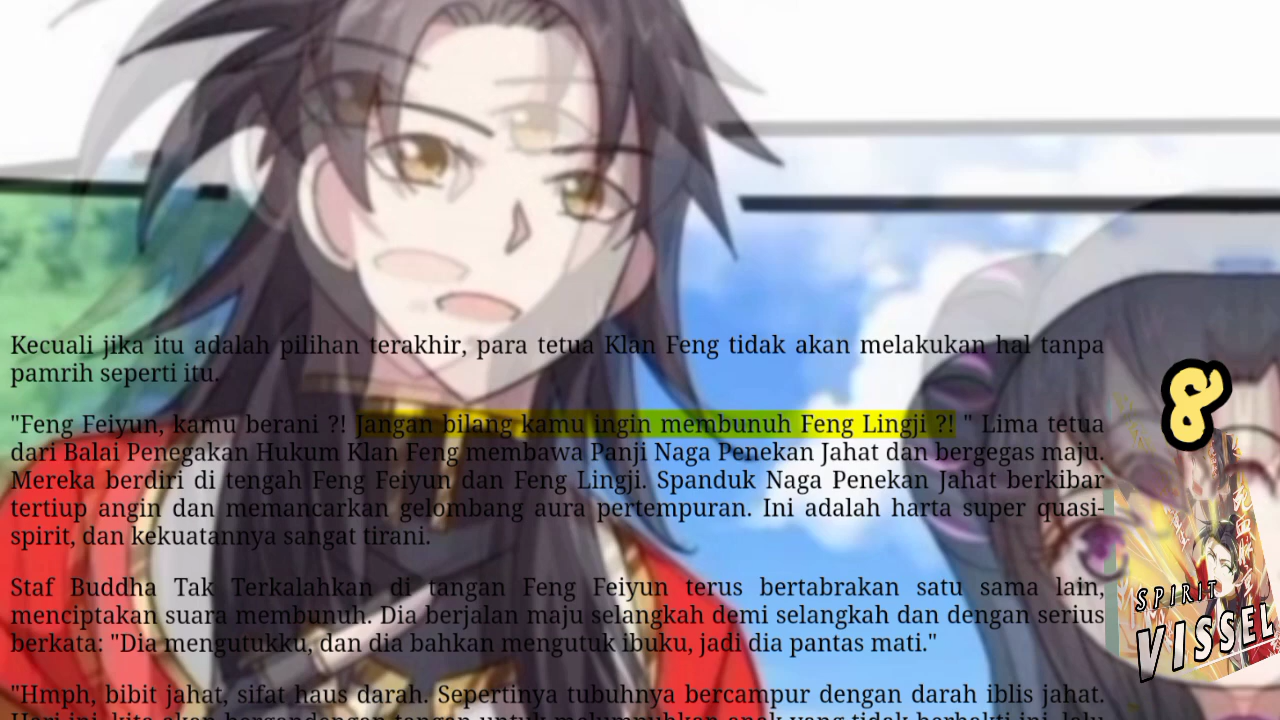 Kecuali jika itu adalah pilihan terakhir, para tetua Klan Feng tidak akan melakukan hal tanpa
pamrih seperti itu.
"Feng Feiyun, kamu berani ?! Jangan bilang kamu ingin membunuh Feng Lingji ?! " Lima tetua
dari Balai Penegakan Hukum Klan Feng membawa Panji Naga Penekan Jahat dan bergegas maju.
Mereka berdiri di tengah Feng Feiyun dan Feng Lingji. Spanduk Naga Penekan Jahat berkibar
tertiup angin dan memancarkan gelombang aura pertempuran. Ini adalah harta super quasi-
spirit, dan kekuatannya sangat tirani.
Staf Buddha Tak Terkalahkan di tangan Feng Feiyun terus bertabrakan satu sama lain,
menciptakan suara membunuh. Dia berjalan maju selangkah demi selangkah dan dengan serius
berkata: "Dia mengutukku, dan dia bahkan mengutuk ibuku, jadi dia pantas mati."
"Hmph, bibit jahat, sifat haus darah. Sepertinya tubuhnya bercampur dengan darah iblis jahat.
8
SPIRIT
VISSEL